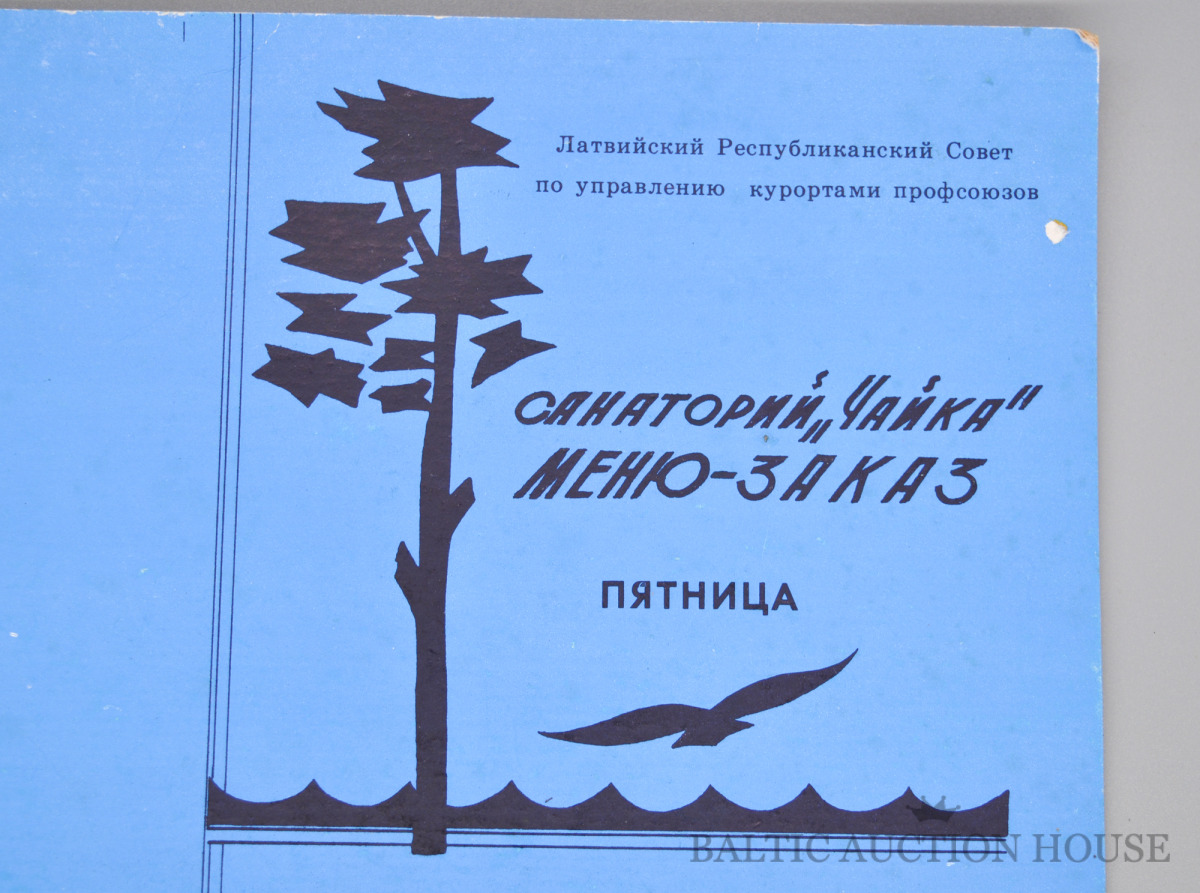 Латвийский Республиканский Совет
по управлению курортами профсоюзов
САНАТОРИЙ „ЧАЙКА"
МЕНЮ-ЗАКАЗ
ПЯТНИЦА
BALTIC AUCTION HOUSE